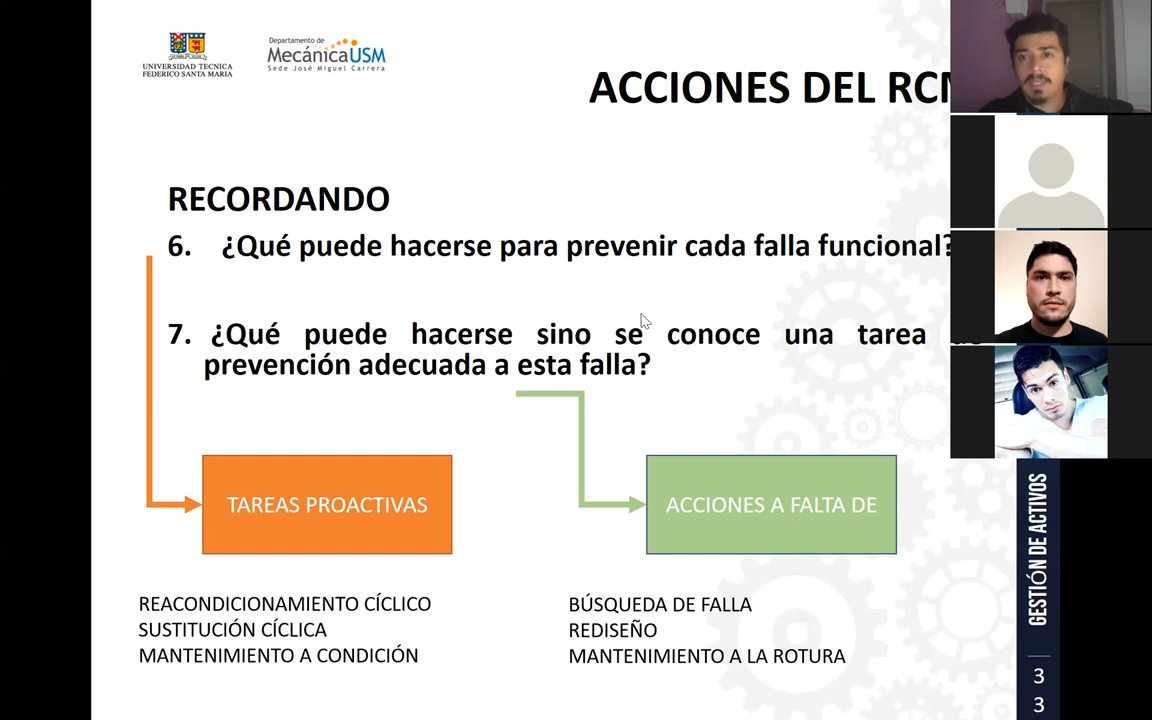 UNIVERSIDAD TECNICA
FEDERICO SANTA MARIA
Departamento de
MecánicaUSM
Sede José Miguel Carrera
ACCIONES DEL RCM
RECORDANDO
6. ¿Qué puede hacerse para prevenir cada falla funcional?
7. ¿Qué puede hacerse sino se conoce una tarea
prevención adecuada a esta falla?
TAREAS PROACTIVAS
ACCIONES A FALTA DE
REACONDICIONAMIENTO CÍCLICO
SUSTITUCIÓN CÍCLICA
MANTENIMIENTO A CONDICIÓN
BÚSQUEDA DE FALLA
REDISEÑO
MANTENIMIENTO A LA ROTURA
GESTIÓN DE ACTIVOS
3
3